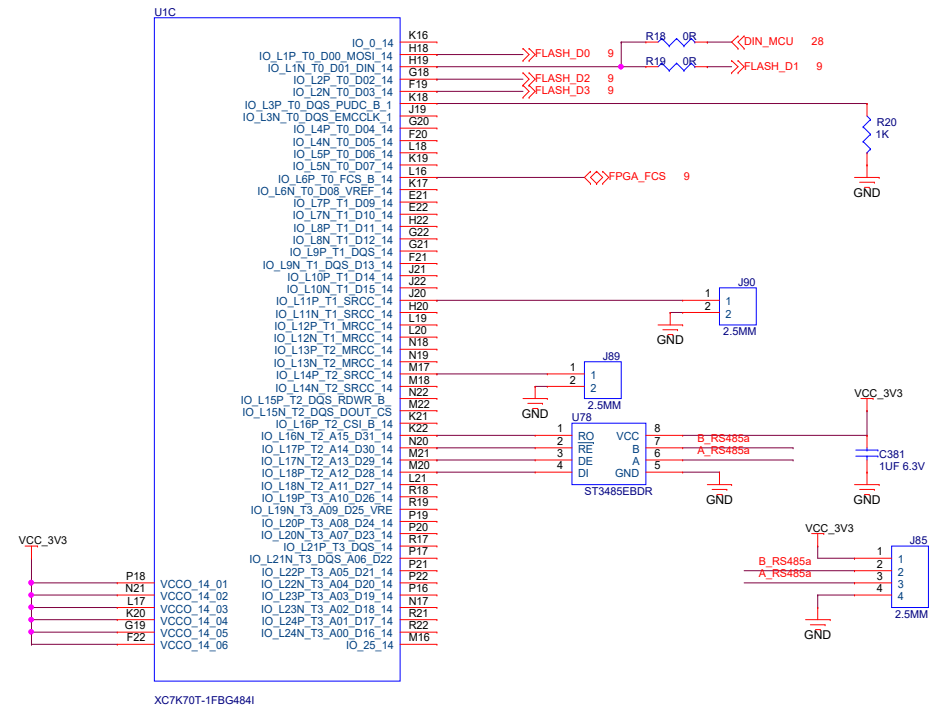 U1C
IO_0_14 K16
IO_L1P_T0_D00_MOSI_14 H18
IO_L1N_T0_D01_DIN_14 H19
IO_L2P_T0_D02_14 G18
IO_L2N_T0_D03_14 F19
IO_L3P_T0_DQS_PUDC_B_1 K18
IO_L3N_T0_DQS_EMCCLK_1 J19
IO_L4P_T0_D04_14 G20
IO_L4N_T0_D05_14 F20
IO_L5P_T0_D06_14 L18
IO_L5N_T0_D07_14 K19
IO_L6P_T0_FCS_B_14 L16
IO_L6N_T0_D08_VREF_14 K17
IO_L7P_T1_D09_14 E21
IO_L7N_T1_D10_14 E22
IO_L8P_T1_D11_14 H22
IO_L8N_T1_D12_14 G22
IO_L9P_T1_DQS_14 G21
IO_L9N_T1_DQS_D13_14 F21
IO_L10P_T1_D14_14 J21
IO_L10N_T1_D15_14 J22
IO_L11P_T1_SRCC_14 J20
IO_L11N_T1_SRCC_14 H20
IO_L12P_T1_MRCC_14 L19
IO_L12N_T1_MRCC_14 L20
IO_L13P_T2_MRCC_14 N18
IO_L13N_T2_MRCC_14 N19
IO_L14P_T2_SRCC_14 M17
IO_L14N_T2_SRCC_14 M18
IO_L15P_T2_DQS_RDWR_B_ N22
IO_L15N_T2_DQS_DOUT_CS M22
IO_L16P_T2_CSI_B_14 K21
IO_L16N_T2_A15_D31_14 K22
IO_L17P_T2_A14_D30_14 N20
IO_L17N_T2_A13_D29_14 M21
IO_L18P_T2_A12_D28_14 M20
IO_L18N_T2_A11_D27_14 L21
IO_L19P_T3_A10_D26_14 R18
IO_L19N_T3_A09_D25_VRE R19
IO_L20P_T3_A08_D24_14 P19
IO_L20N_T3_A07_D23_14 P20
IO_L21P_T3_DQS_14 R17
IO_L21N_T3_DQS_A06_D22 P17
IO_L22P_T3_A05_D21_14 P21
IO_L22N_T3_A04_D20_14 P22
IO_L23P_T3_A03_D19_14 P16
IO_L23N_T3_A02_D18_14 N17
IO_L24P_T3_A01_D17_14 R21
IO_L24N_T3_A00_D16_14 R22
IO_25_14 M16
VCC_3V3
P18 VCCO_14_01
N21 VCCO_14_02
L17 VCCO_14_03
K20 VCCO_14_04
G19 VCCO_14_05
F22 VCCO_14_06
XC7K70T-1FBG484I
R18 0R
DIN_MCU 28
FLASH_D0 9
R19 0R
FLASH_D1 9
FLASH_D2 9
FLASH_D3 9
R20
1K
GND
FPGA_FCS 9
J90
1 1
2 2
2.5MM
GND
J89
1 1
2 2
2.5MM
GND
U78
1 RO VCC 8
2 RE B 7
3 DE A 6
4 DI GND 5
ST3485EBDR
B_RS485a
A_RS485a
GND
VCC_3V3
C381
1UF 6.3V
GND
VCC_3V3
J85
1 1
B_RS485a 2 2
A_RS485a 3 3
4 4
2.5MM
GND